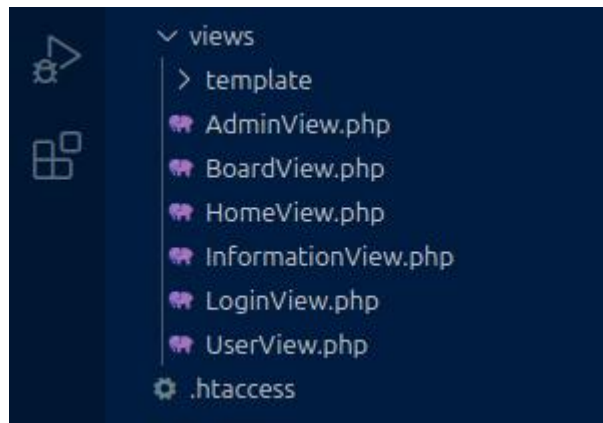 views
template
AdminView.php
BoardView.php
HomeView.php
InformationView.php
LoginView.php
UserView.php
.htaccess